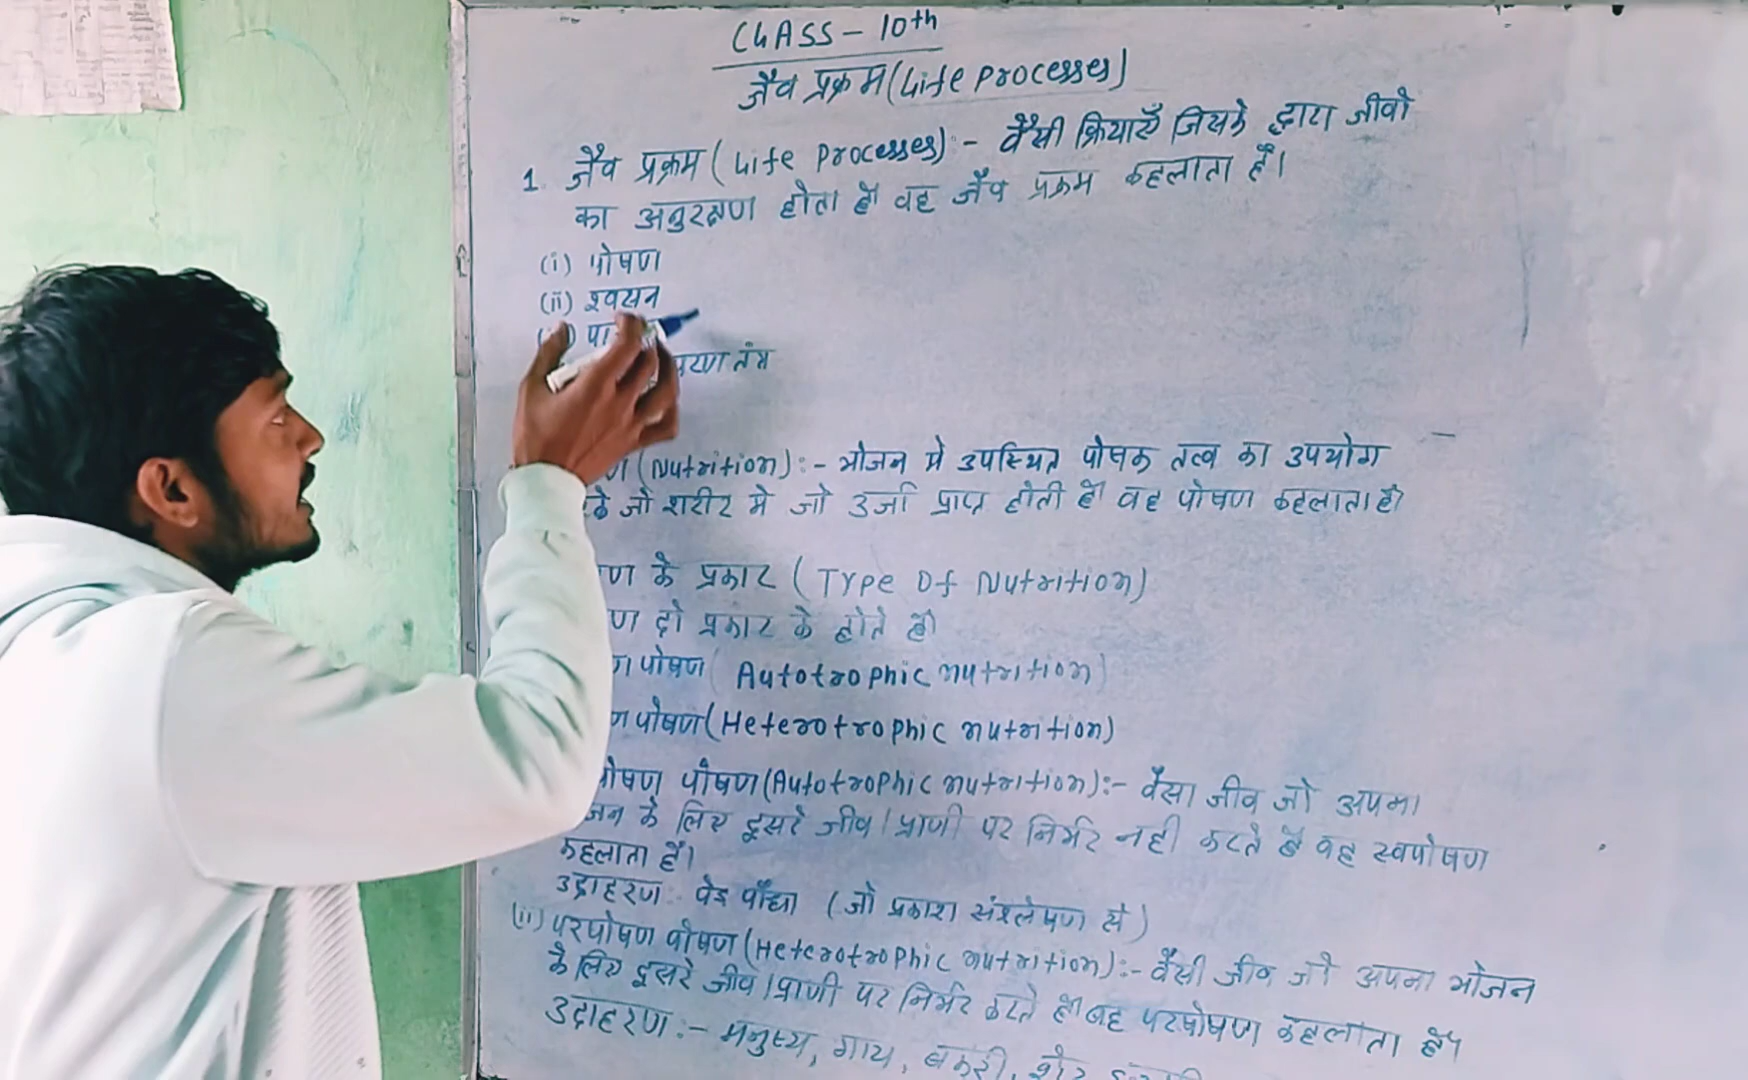 CLASS - 10th
जैव प्रक्रम (Life Processes)
1. जैव प्रक्रम (Life Processes) :- वैसी क्रियाएँ जिसके द्वारा जीवो
का अनुरक्षण होता है वह जैव प्रक्रम कहलाता है।
(i) पोषण
(ii) श्वसन
तंत्र
(Nutrition) :- भोजन मे उपस्थित पोषक तत्व का उपयोग
के जो शरीर मे जो उर्जा प्राप्त होती है वह पोषण कहलाता है
के प्रकार (Type Of Nutrition)
दो प्रकार के होते है
पोषण (Autotrophic nutrition)
पोषण (Heterotrophic nutrition)
पोषण (Autotrophic nutrition) :- वैसा जीव जो अपना
के लिए दूसरे जीव / प्राणी पर निर्भर नही करते है वह स्वपोषण
कहलाता है।
उदाहरण पेड़ पौधा (जो प्रकाश संश्लेषण से)
(ii) परपोषण पोषण (Heterotrophic nutrition) :- वैसी जीव जो अपना भोजन
के लिए दूसरे जीव / प्राणी पर निर्भर करते है वह परपोषण कहलाता है।
उदाहरण :- मनुष्य, गाय, बकरी, शेर